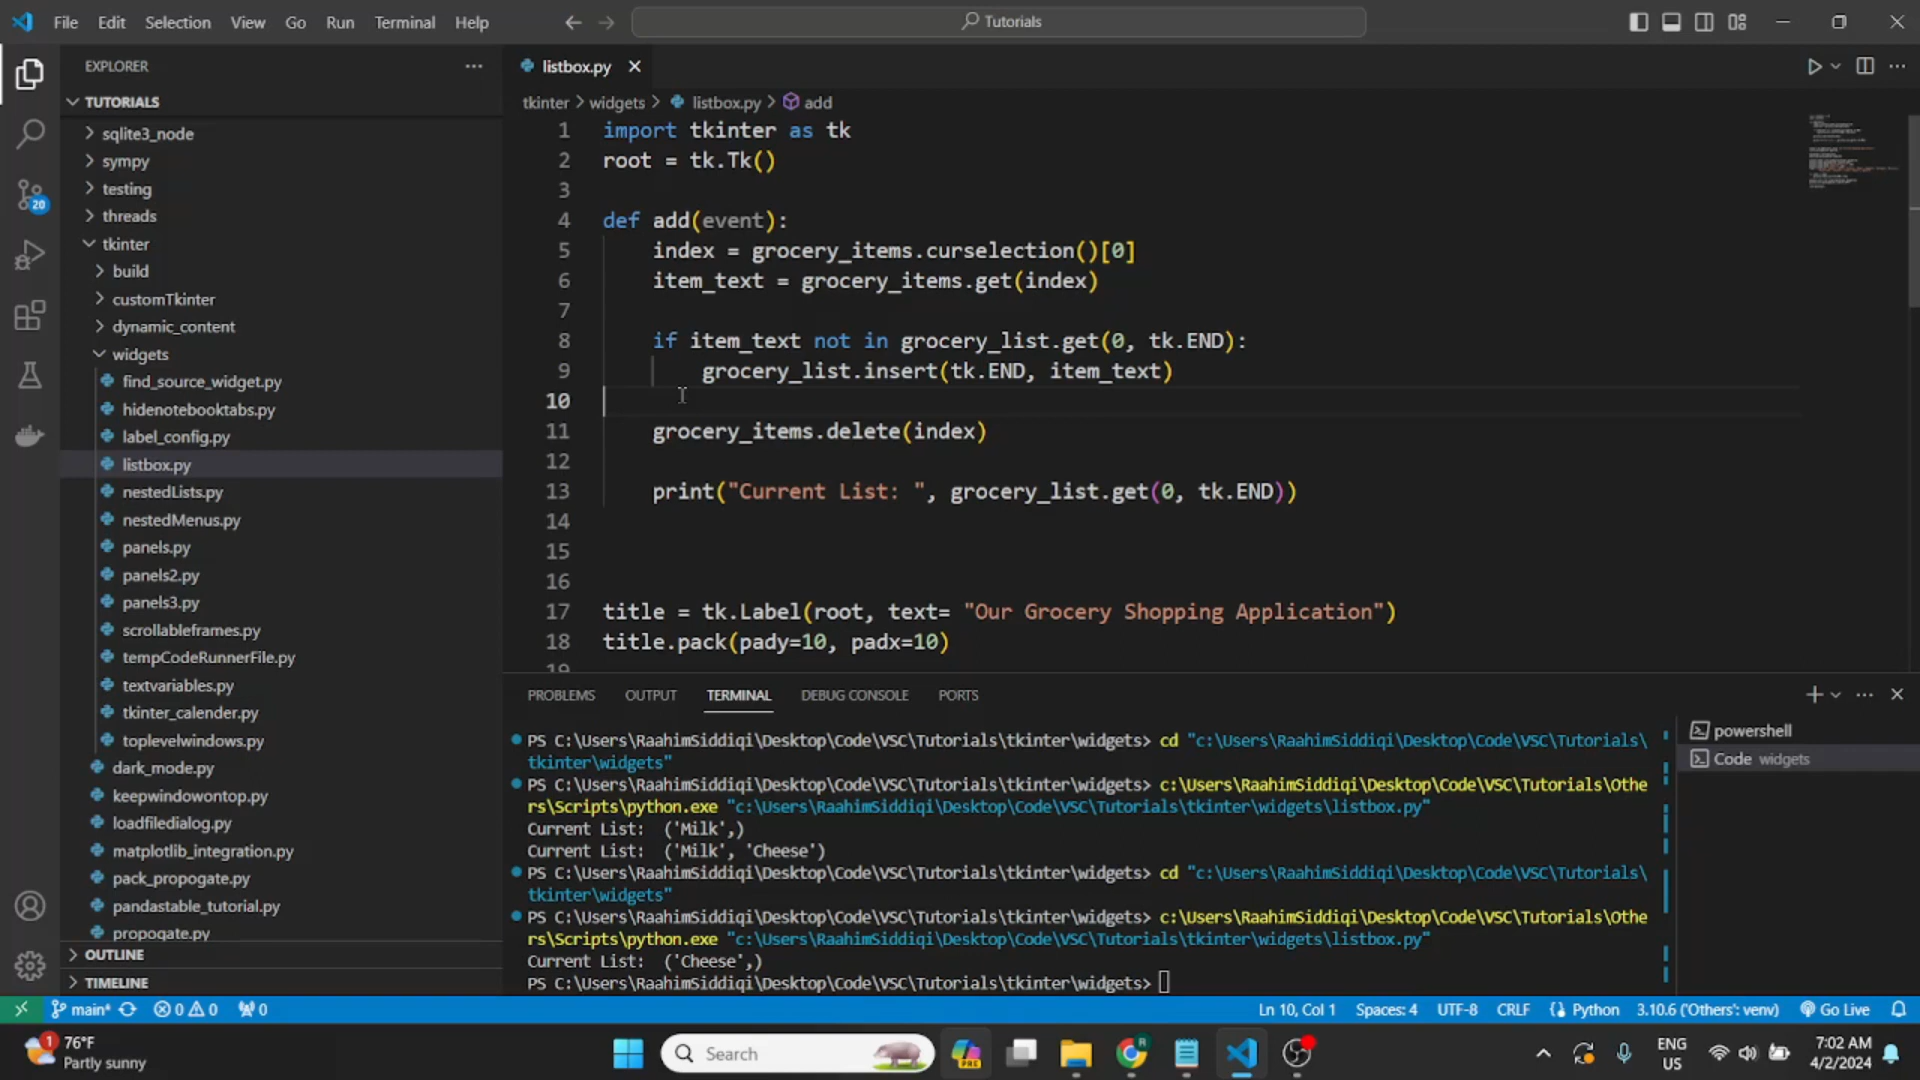 File Edit Selection View Go Run Terminal Help
Tutorials
EXPLORER
TUTORIALS
sqlite3_node
sympy
testing
threads
tkinter
build
customTkinter
dynamic_content
widgets
find_source_widget.py
hidenotebooktabs.py
label_config.py
listbox.py
nestedLists.py
nestedMenus.py
panels.py
panels2.py
panels3.py
scrollableframes.py
tempCodeRunnerFile.py
textvariables.py
tkinter_calender.py
toplevelwindows.py
dark_mode.py
keepwindowontop.py
loadfiledialog.py
matplotlib_integration.py
pack_propogate.py
pandastable_tutorial.py
propogate.py
OUTLINE
TIMELINE
20
listbox.py
tkinter > widgets > listbox.py > add
1 import tkinter as tk
2 root = tk.Tk()
3
4 def add(event):
5 index = grocery_items.curselection()[0]
6 item_text = grocery_items.get(index)
7
8 if item_text not in grocery_list.get(0, tk.END):
9 grocery_list.insert(tk.END, item_text)
10
11 grocery_items.delete(index)
12
13 print("Current List: ", grocery_list.get(0, tk.END))
14
15
16
17 title = tk.Label(root, text= "Our Grocery Shopping Application")
18 title.pack(pady=10, padx=10)
19
PROBLEMS OUTPUT TERMINAL DEBUG CONSOLE PORTS
PS C:\Users\RaahimSiddiqi\Desktop\Code\VSC\Tutorials\tkinter\widgets> cd "c:\Users\RaahimSiddiqi\Desktop\Code\VSC\Tutorials\
tkinter\widgets"
PS C:\Users\RaahimSiddiqi\Desktop\Code\VSC\Tutorials\tkinter\widgets> c:\Users\RaahimSiddiqi\Desktop\Code\VSC\Tutorials\Othe
rs\Scripts\python.exe "c:\Users\RaahimSiddiqi\Desktop\Code\VSC\Tutorials\tkinter\widgets\listbox.py"
Current List:  ('Milk',)
Current List:  ('Milk', 'Cheese')
PS C:\Users\RaahimSiddiqi\Desktop\Code\VSC\Tutorials\tkinter\widgets> cd "c:\Users\RaahimSiddiqi\Desktop\Code\VSC\Tutorials\
tkinter\widgets"
PS C:\Users\RaahimSiddiqi\Desktop\Code\VSC\Tutorials\tkinter\widgets> c:\Users\RaahimSiddiqi\Desktop\Code\VSC\Tutorials\Othe
rs\Scripts\python.exe "c:\Users\RaahimSiddiqi\Desktop\Code\VSC\Tutorials\tkinter\widgets\listbox.py"
Current List:  ('Cheese',)
PS C:\Users\RaahimSiddiqi\Desktop\Code\VSC\Tutorials\tkinter\widgets>
powershell
Code widgets
main* 0 0 0 Ln 10, Col 1 Spaces: 4 UTF-8 CRLF Python 3.10.6 ('Others': venv) Go Live
1 76°F
Partly sunny
Search
PRE
ENG
US
7:02 AM
4/2/2024